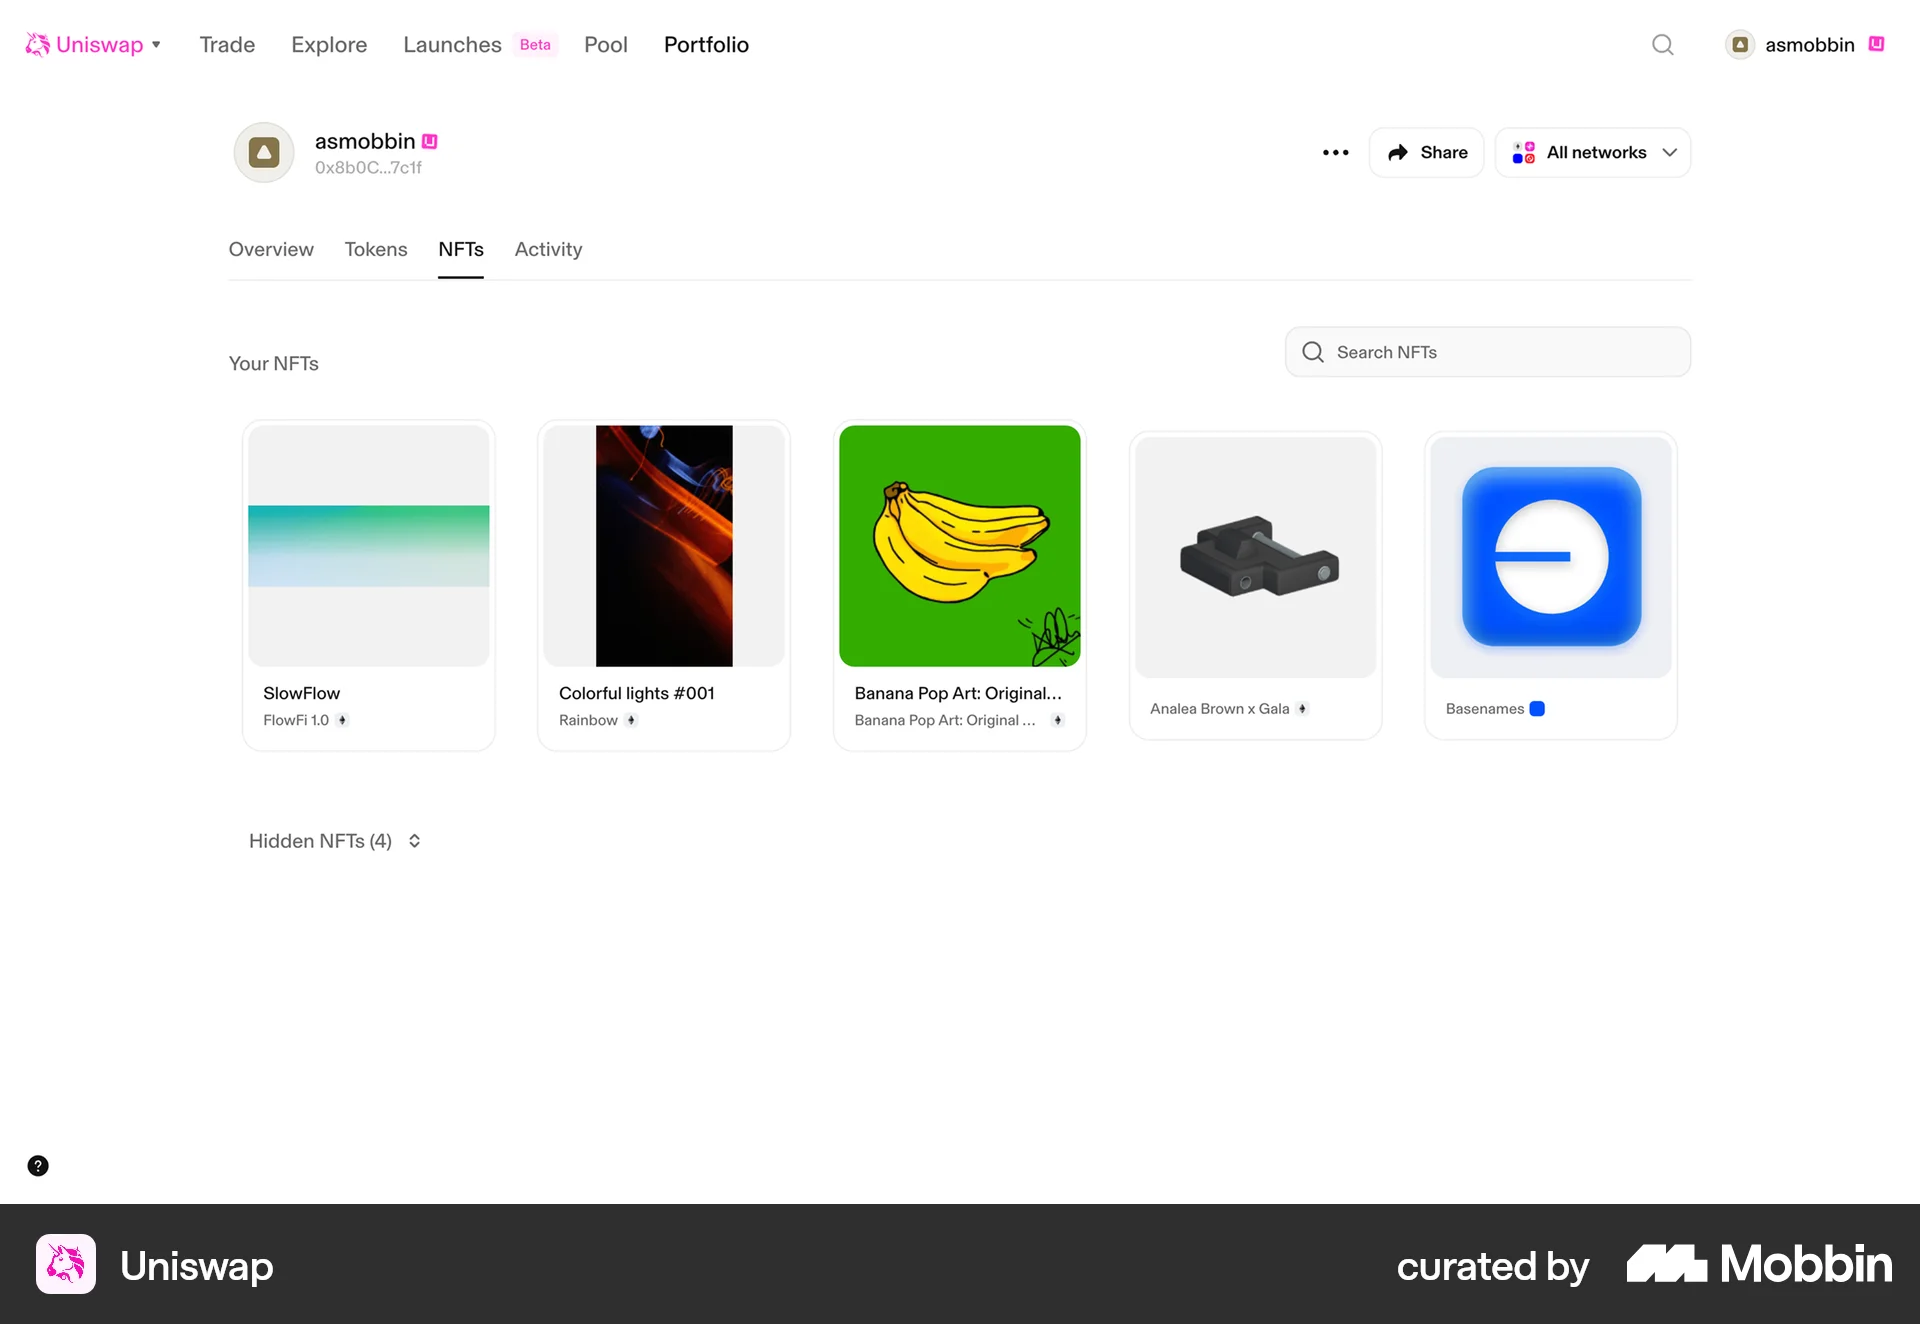 Uniswap
Trade
Explore
Launches
Beta
Pool
Portfolio
asmobbin
asmobbin
0x8b0C...7c1f
Share
All networks
Overview
Tokens
NFTs
Activity
Your NFTs
Search NFTs
SlowFlow
FlowFi 1.0
Colorful lights #001
Rainbow
Banana Pop Art: Original...
Banana Pop Art: Original ...
Analea Brown x Gala
Basenames
Hidden NFTs (4)
?
Uniswap
curated by
Mobbin